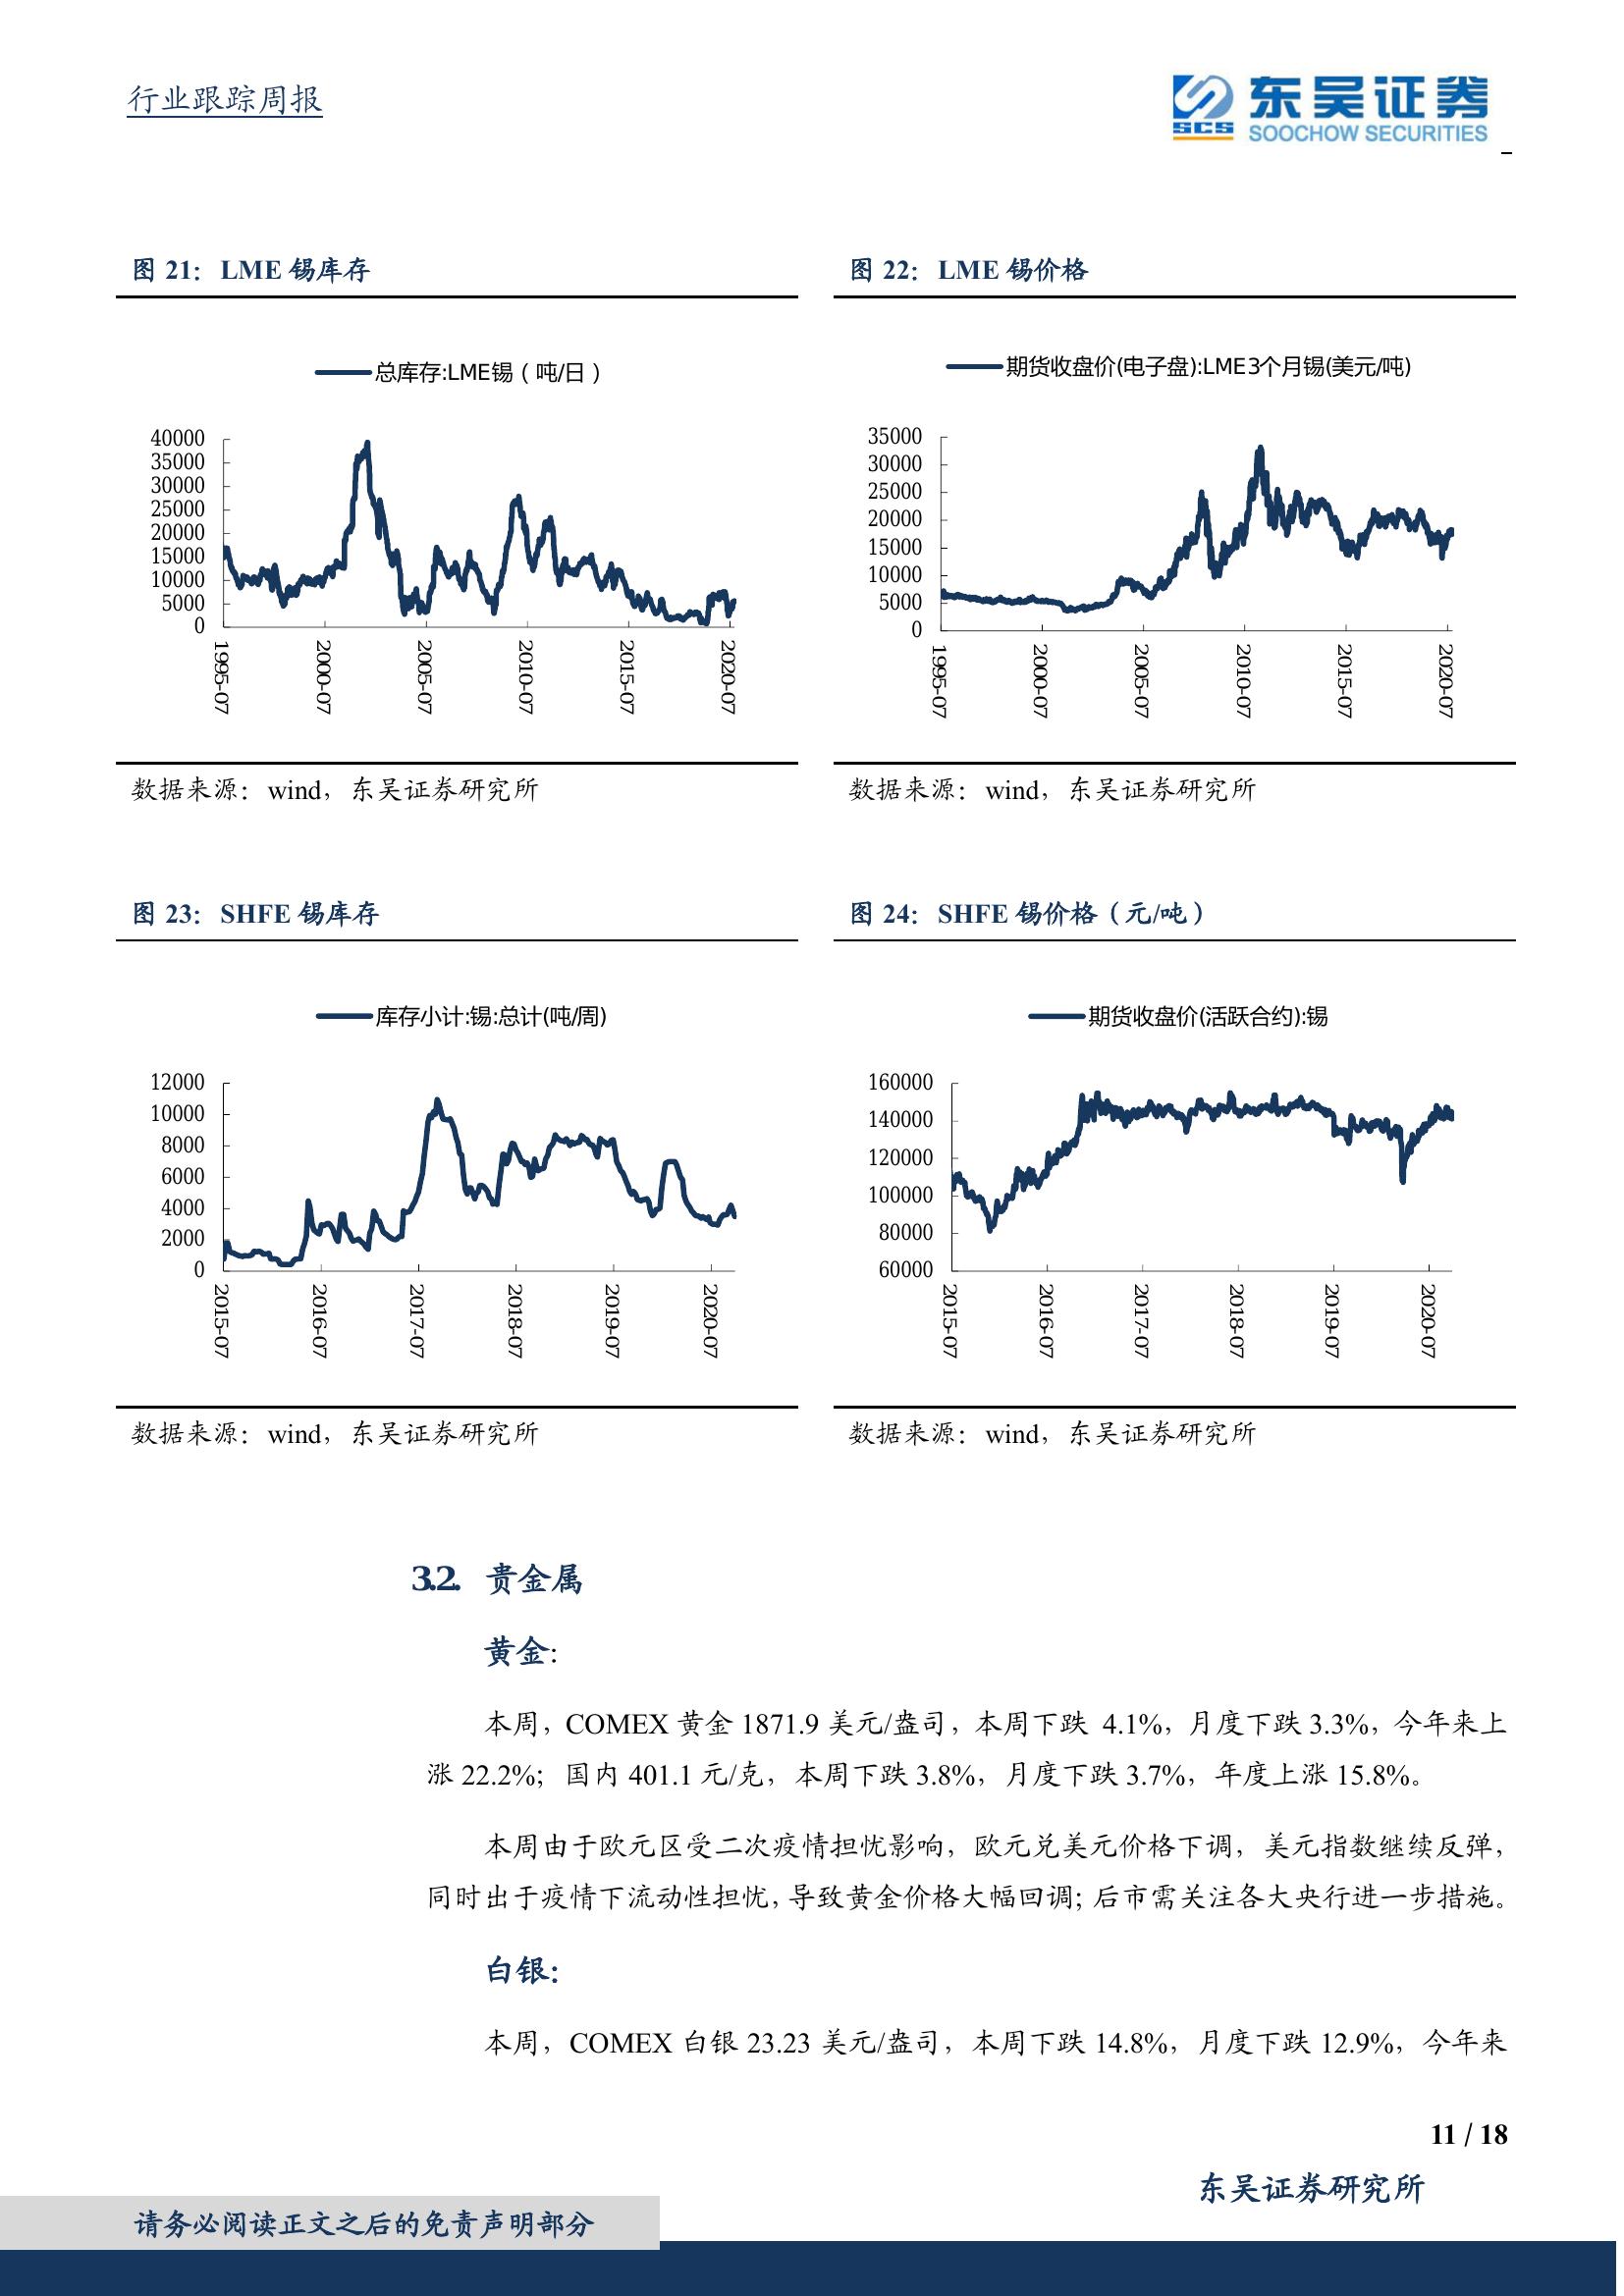 行业跟踪周报
东吴证券
SCS
SOOCHOW SECURITIES
图 21： LME 锡库存
图 22： LME 锡价格
总库存:LME锡（吨/日）
40000
35000
30000
25000
20000
15000
10000
5000
0
1995-07
2000-07
2005-07
2010-07
2015-07
2020-07
期货收盘价(电子盘):LME3个月锡(美元/吨)
35000
30000
25000
20000
15000
10000
5000
0
1995-07
2000-07
2005-07
2010-07
2015-07
2020-07
数据来源：wind，东吴证券研究所
数据来源：wind，东吴证券研究所
图 23： SHFE 锡库存
图 24： SHFE 锡价格（元/吨）
库存小计:锡:总计(吨/周)
12000
10000
8000
6000
4000
2000
0
2015-07
2016-07
2017-07
2018-07
2019-07
2020-07
期货收盘价(活跃合约):锡
160000
140000
120000
100000
80000
60000
2015-07
2016-07
2017-07
2018-07
2019-07
2020-07
数据来源：wind，东吴证券研究所
数据来源：wind，东吴证券研究所
3.2. 贵金属
黄金：
本周，COMEX 黄金 1871.9 美元/盎司，本周下跌 4.1%，月度下跌 3.3%，今年来上
涨 22.2%；国内 401.1 元/克，本周下跌 3.8%，月度下跌 3.7%，年度上涨 15.8%。
本周由于欧元区受二次疫情担忧影响，欧元兑美元价格下调，美元指数继续反弹，
同时出于疫情下流动性担忧，导致黄金价格大幅回调；后市需关注各大央行进一步措施。
白银：
本周，COMEX 白银 23.23 美元/盎司，本周下跌 14.8%，月度下跌 12.9%，今年来
11 / 18
东吴证券研究所
请务必阅读正文之后的免责声明部分